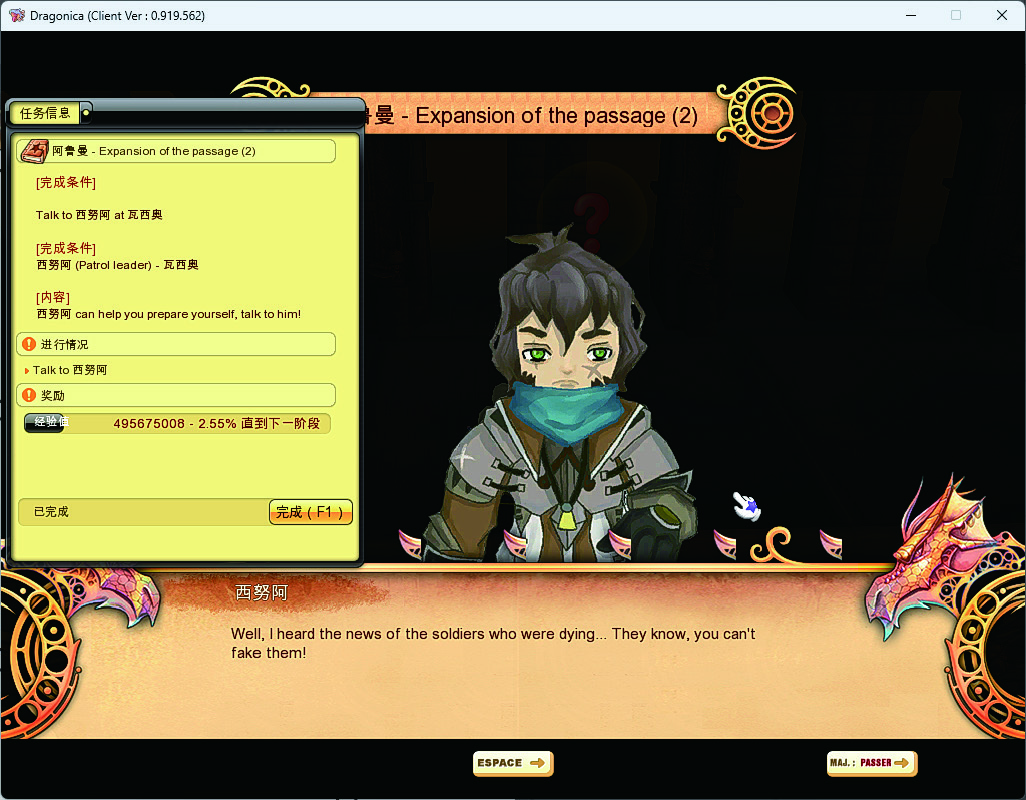 Dragonica (Client Ver : 0.919.562)
曼 - Expansion of the passage (2)
任务信息
阿鲁曼 - Expansion of the passage (2)
[完成条件]
Talk to 西努阿 at 瓦西奥
[完成条件]
西努阿 (Patrol leader) - 瓦西奥
[内容]
西努阿 can help you prepare yourself, talk to him!
进行情况
Talk to 西努阿
奖励
经验值 495675008 - 2.55% 直到下一阶段
已完成 完成 ( F1 )
西努阿
Well, I heard the news of the soldiers who were dying... They know, you can't
fake them!
ESPACE
MAJ. : PASSER